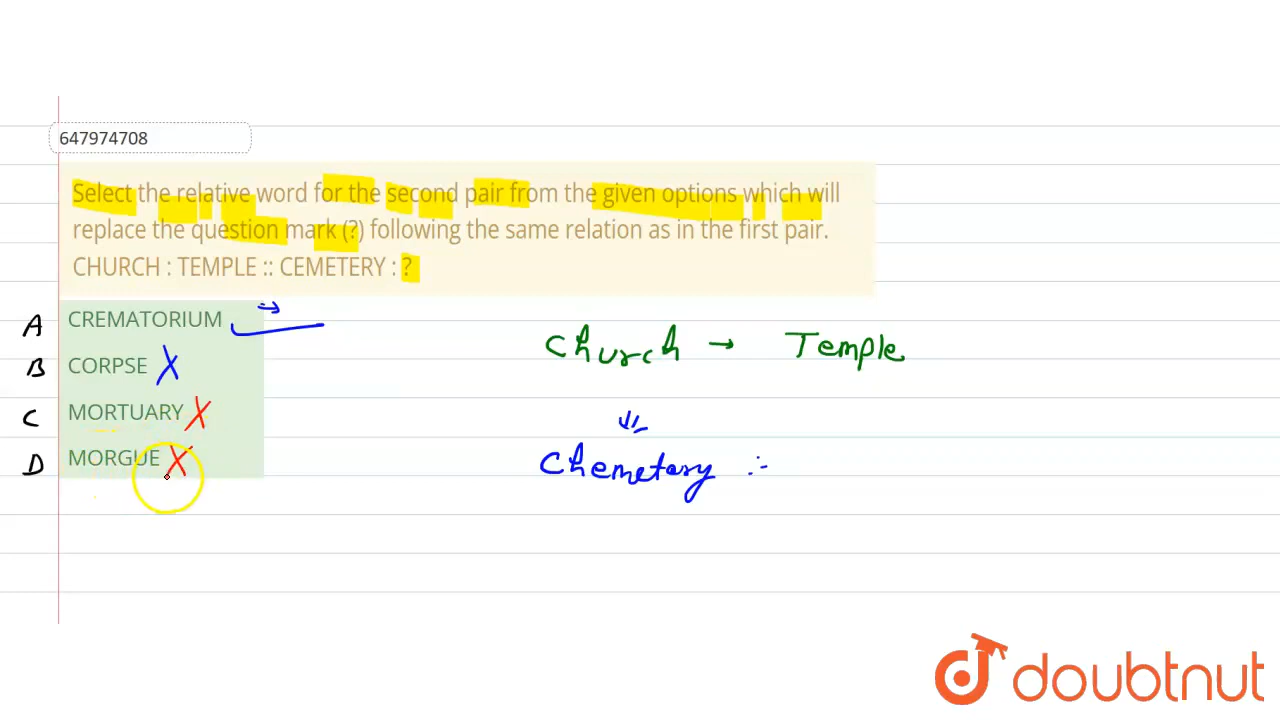 647974708
Select the relative word for the second pair from the given options which will
replace the question mark (?) following the same relation as in the first pair.
CHURCH : TEMPLE :: CEMETERY : ?
A CREMATORIUM →
B CORPSE X
C MORTUARY X
D MORGUE X
Church → Temple
⇓
Chemetary :-
doubtnut